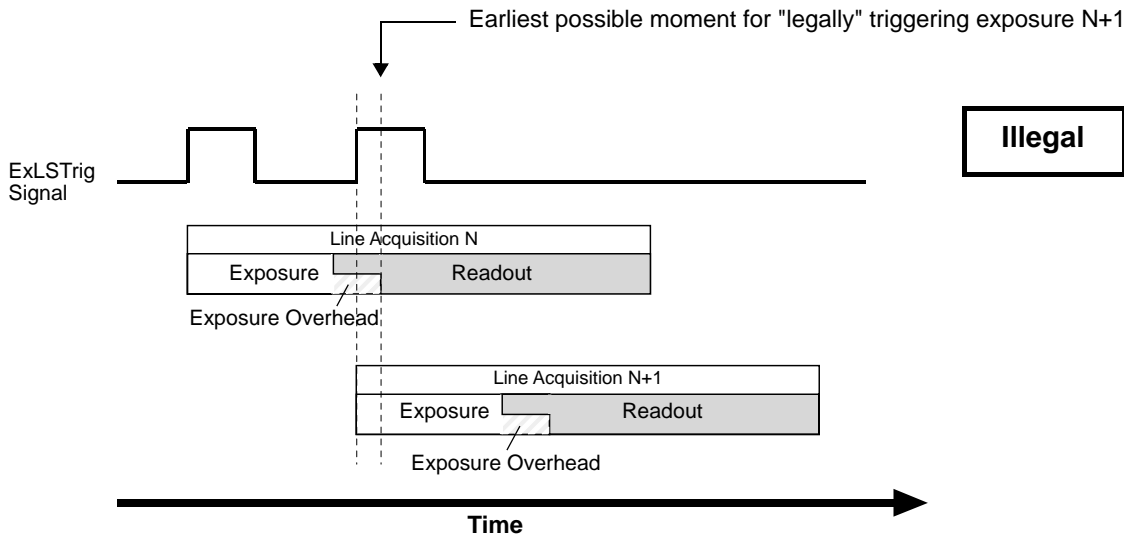 Earliest possible moment for "legally" triggering exposure N+1
Illegal
ExLSTrig
Signal
Line Acquisition N
Exposure
Readout
Exposure Overhead
Line Acquisition N+1
Exposure
Readout
Exposure Overhead
Time